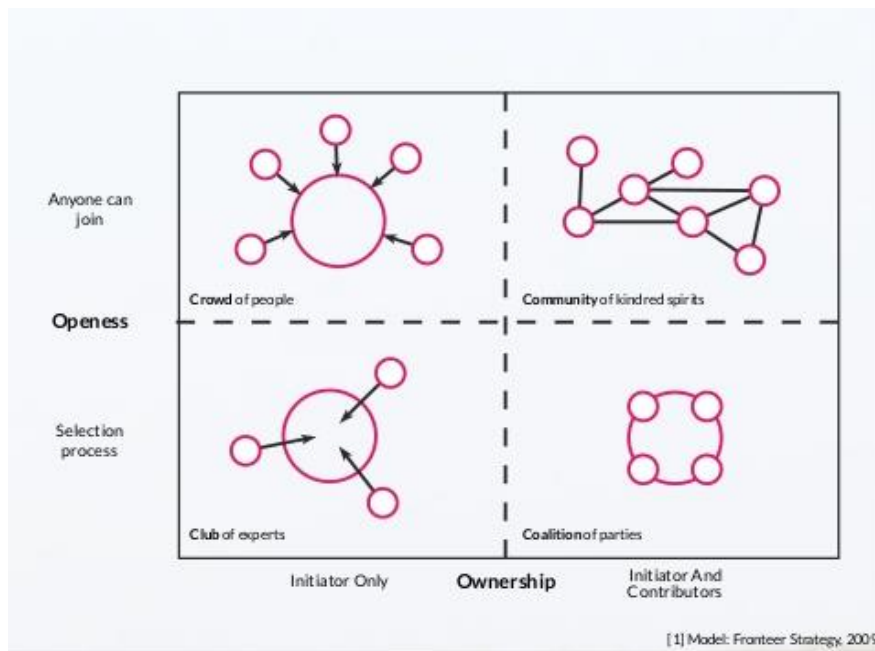 Anyone can
join
Crowd of people
Community of kindred spirits
Openess
Selection
process
Club of experts
Coalition of parties
Initiator Only
Ownership
Initiator And
Contributors
[1] Model: Fronteer Strategy, 2009